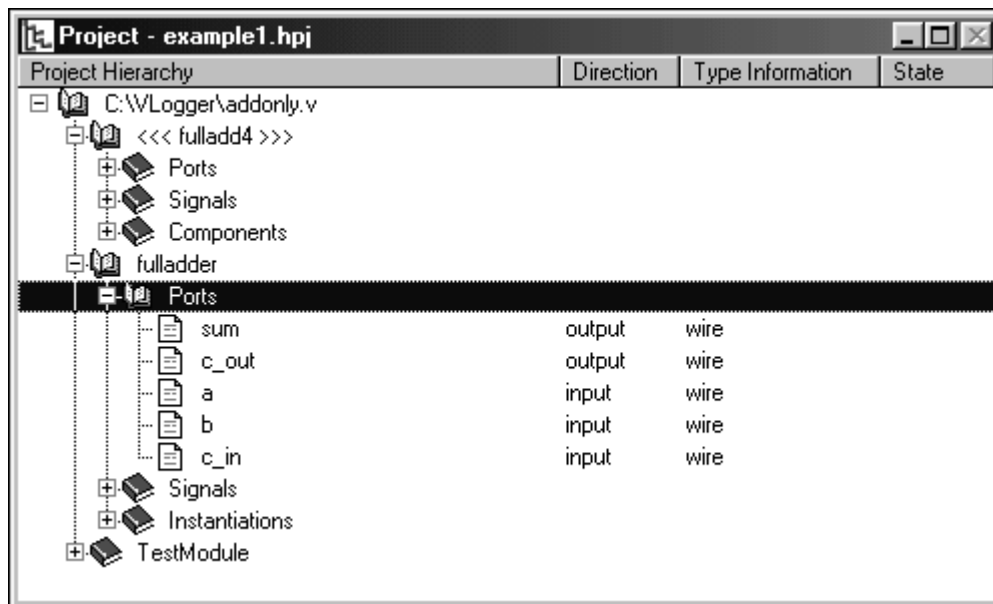 Project - example1.hpj
Project Hierarchy Direction Type Information State
C:\VLogger\addonly.v
<<< fulladd4 >>>
Ports
Signals
Components
fulladder
Ports
sum output wire
c_out output wire
a input wire
b input wire
c_in input wire
Signals
Instantiations
TestModule